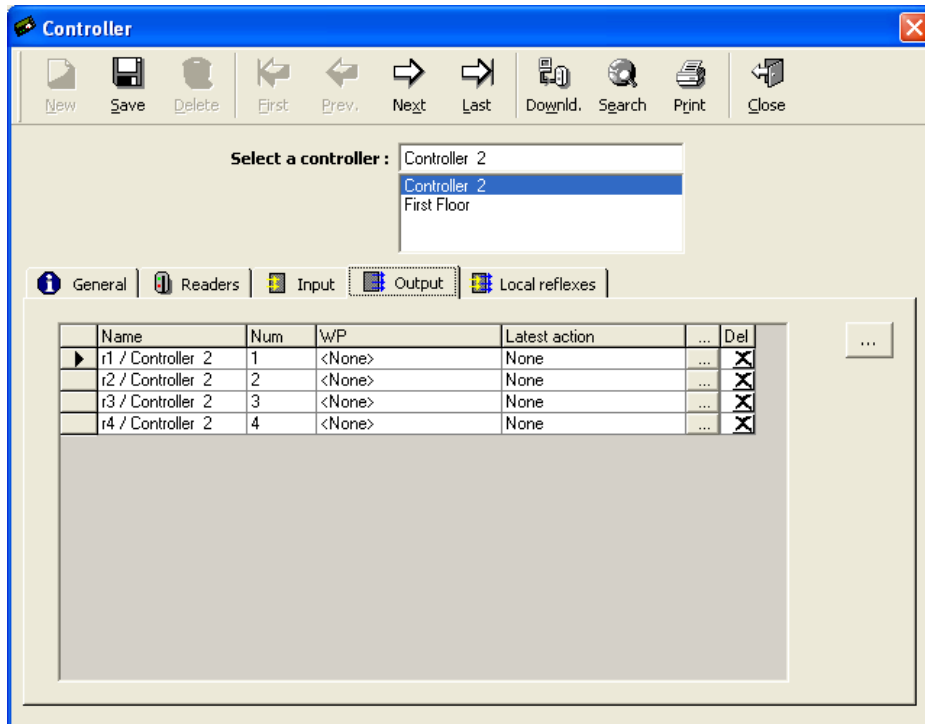 Controller
New Save Delete First Prev. Next Last Downld. Search Print Close
Select a controller : Controller 2
Controller 2
First Floor
General Readers Input Output Local reflexes
Name Num WP Latest action ... Del
r1 / Controller 2 1 <None> None ... X
r2 / Controller 2 2 <None> None ... X
r3 / Controller 2 3 <None> None ... X
r4 / Controller 2 4 <None> None ... X
...